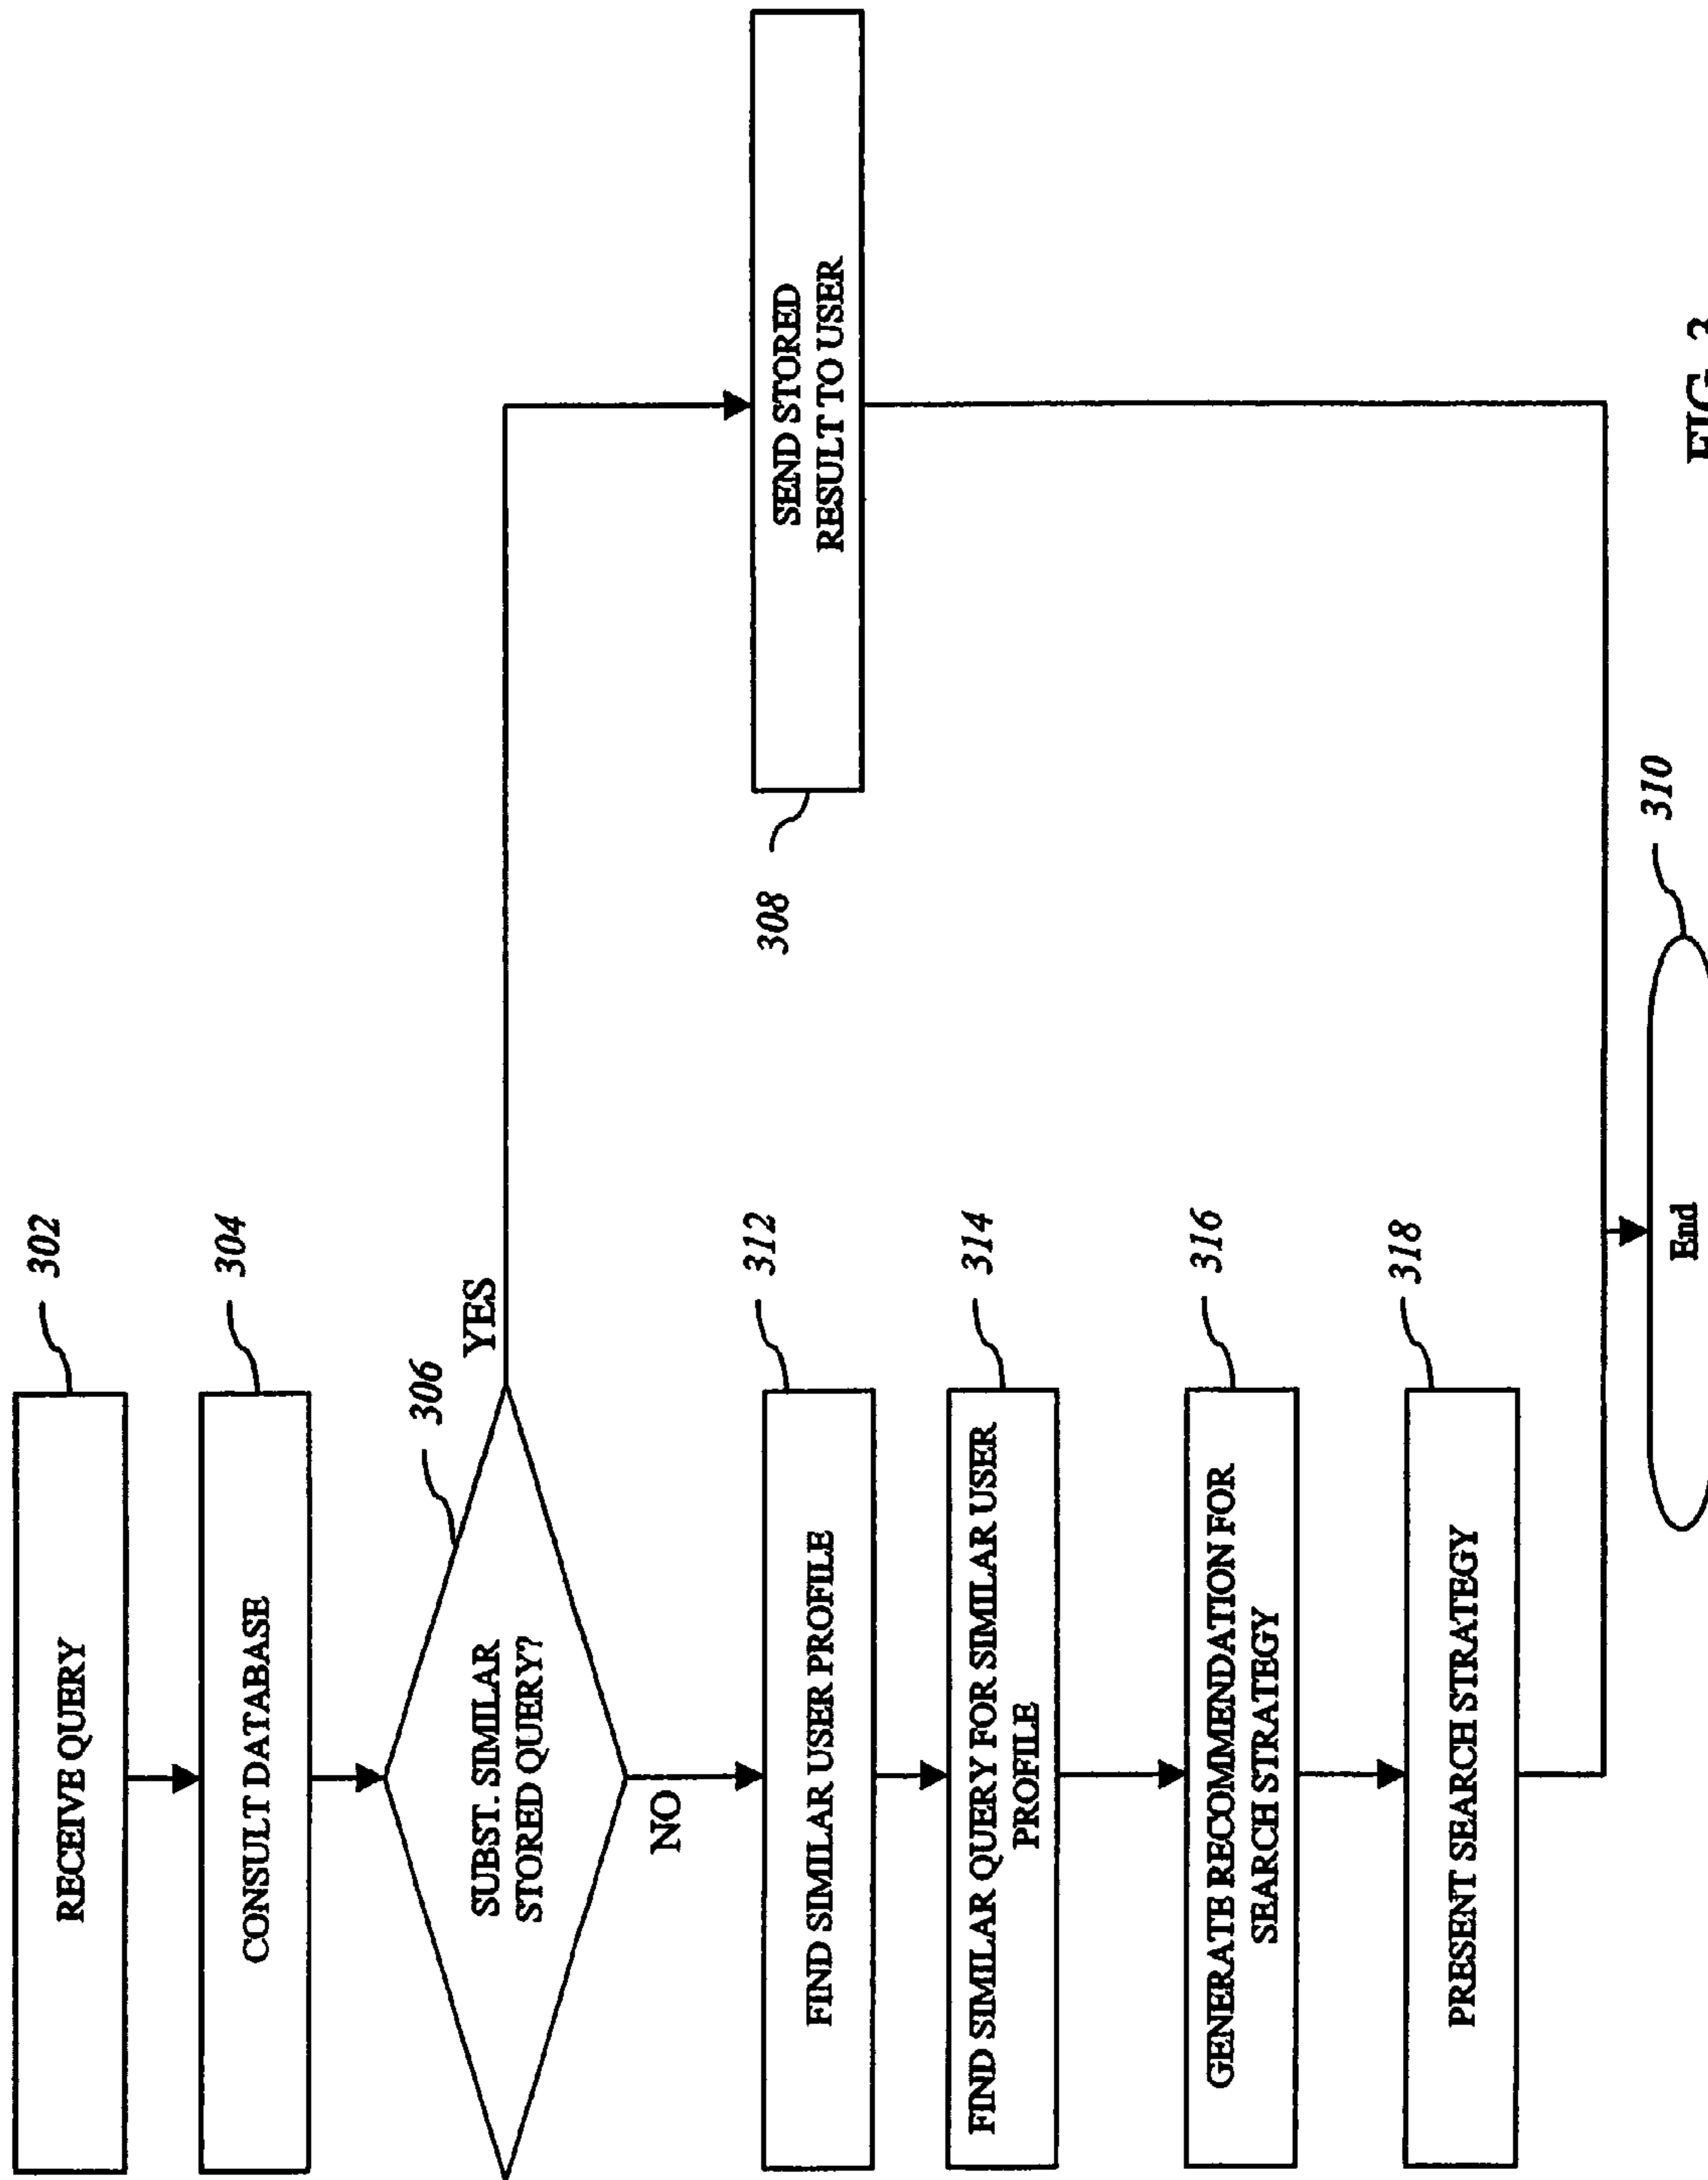 RECEIVE QUERY
302
CONSULT DATABASE
304
306
SUBST. SIMILAR
STORED QUERY?
YES
NO
SEND STORED
RESULT TO USER
308
FIND SIMILAR USER PROFILE
312
FIND SIMILAR QUERY FOR SIMILAR USER
PROFILE
314
GENERATE RECOMMENDATION FOR
SEARCH STRATEGY
316
PRESENT SEARCH STRATEGY
318
End
310
FIG. 3